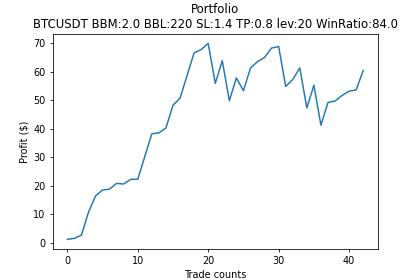 Portfolio
BTCUSDT BBM:2.0 BBL:220 SL:1.4 TP:0.8 lev:20 WinRatio:84.0
70
60
50
40
30
20
10
0
Profit ($)
0 10 20 30 40
Trade counts